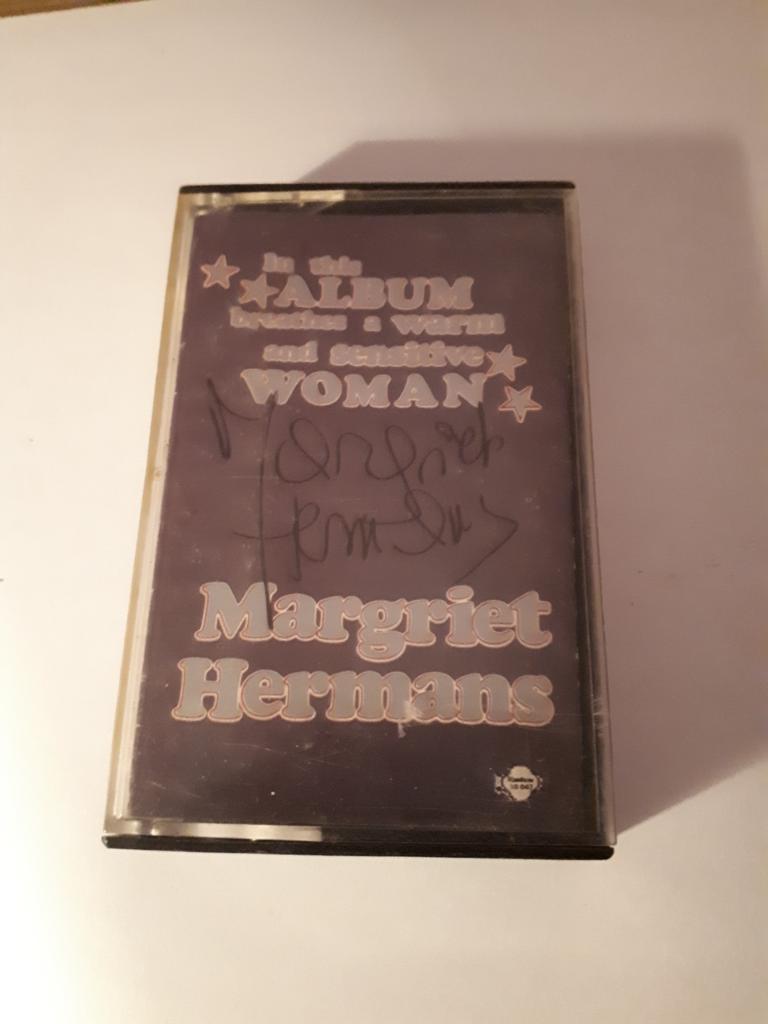 In this
ALBUM
breathes a warm
and sensitive
WOMAN
Margriet
Hermans
Margriet
Hermans